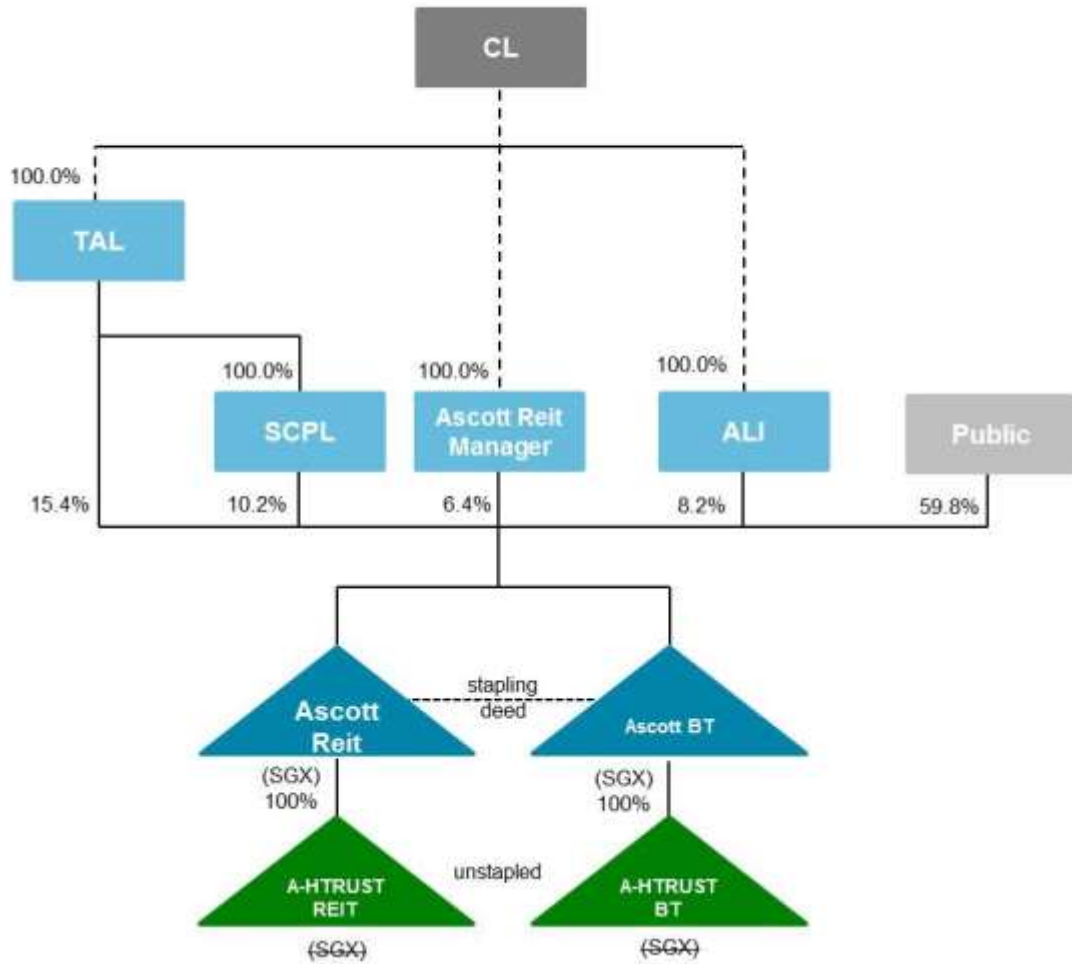 CL
100.0%
TAL
100.0%
100.0%
100.0%
SCPL
Ascott Reit
Manager
ALI
Public
15.4%
10.2%
6.4%
8.2%
59.8%
stapling
deed
Ascott
Reit
Ascott BT
(SGX)
100%
(SGX)
100%
unstapled
A-HTRUST
REIT
A-HTRUST
BT
(SGX)
(SGX)